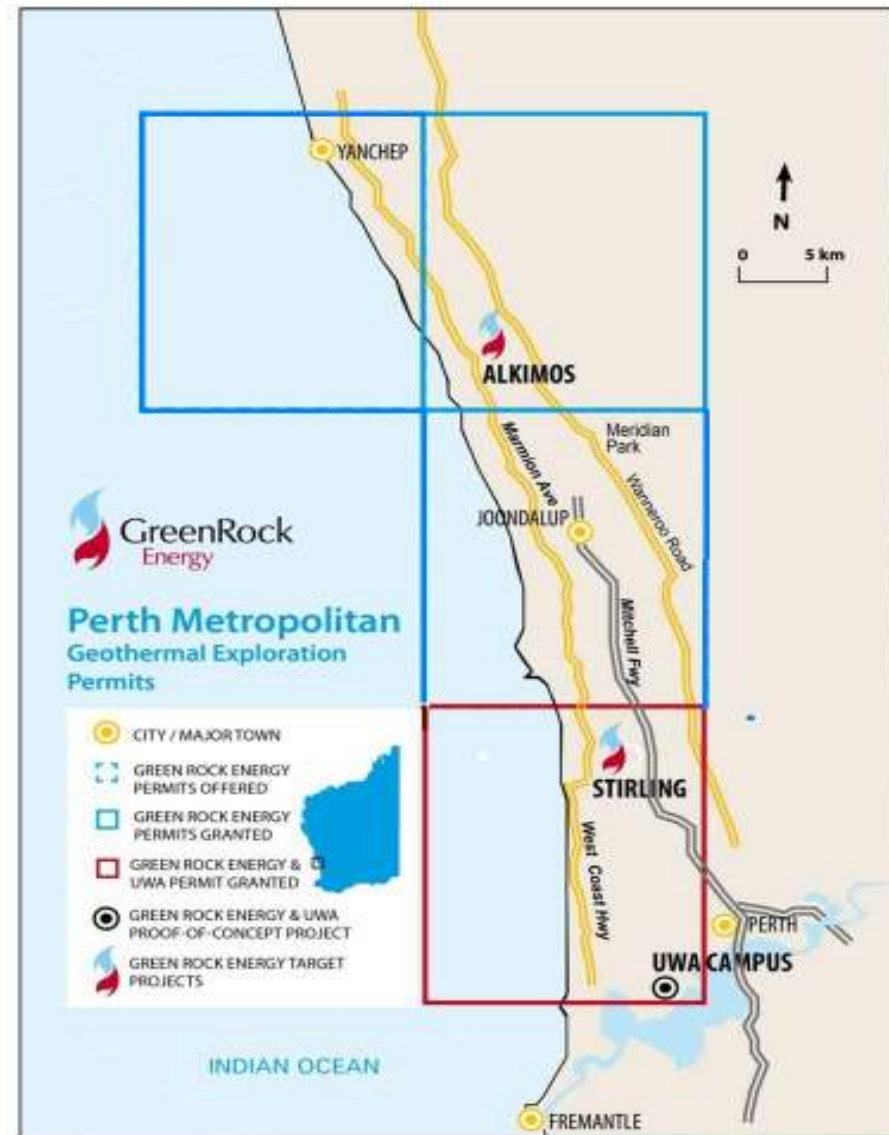 YANCHEP
N
0 5 km
ALKIMOS
Meridian
Park
Marmion Ave
Wanneroo Road
JOONDALUP
GreenRock
Energy
Mitchell Fwy
Perth Metropolitan
Geothermal Exploration
Permits
CITY / MAJOR TOWN
GREEN ROCK ENERGY
PERMITS OFFERED
GREEN ROCK ENERGY
PERMITS GRANTED
GREEN ROCK ENERGY &
UWA PERMIT GRANTED
GREEN ROCK ENERGY & UWA
PROOF-OF-CONCEPT PROJECT
GREEN ROCK ENERGY TARGET
PROJECTS
STIRLING
West Coast Hwy
PERTH
UWA CAMPUS
INDIAN OCEAN
FREMANTLE